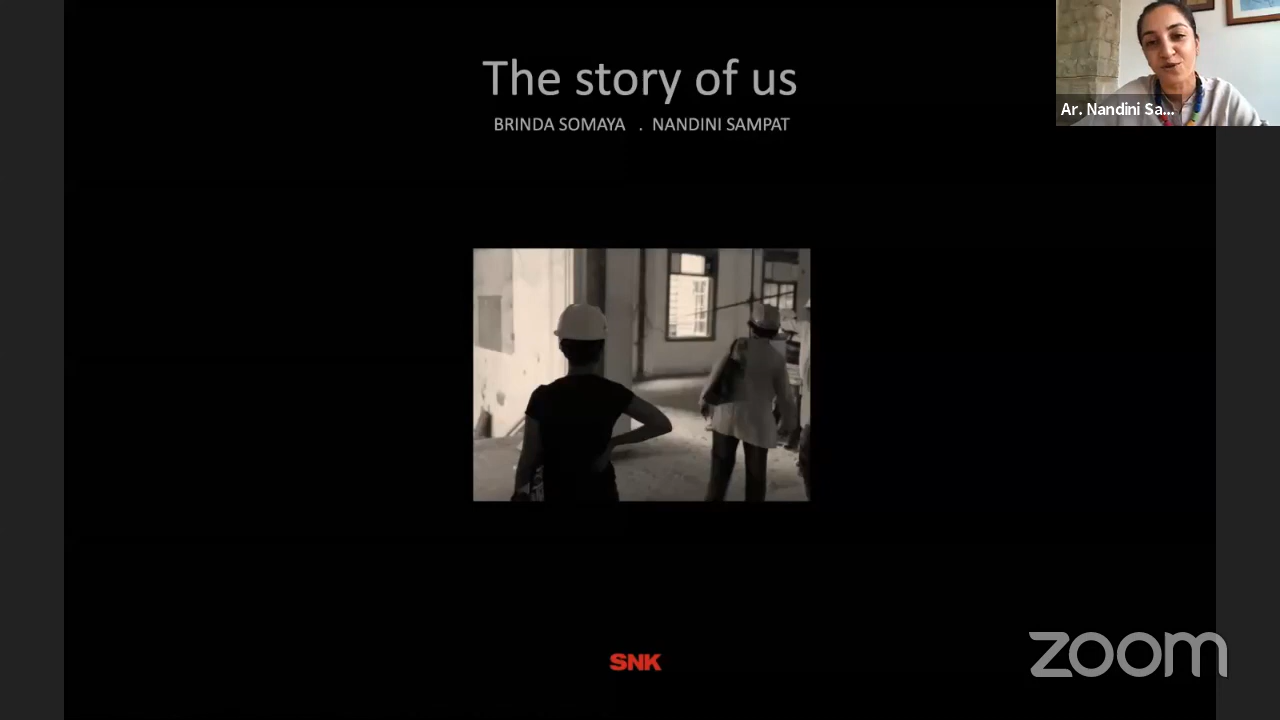 The story of us
BRINDA SOMAYA . NANDINI SAMPAT
Ar. Nandini Sa...
SNK
zoom